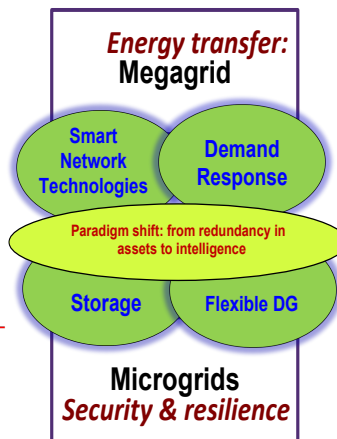 Energy transfer:
Megagrid
Smart
Network
Technologies
Demand
Response
Paradigm shift: from redundancy in
assets to intelligence
Storage
Flexible DG
Microgrids
Security & resilience